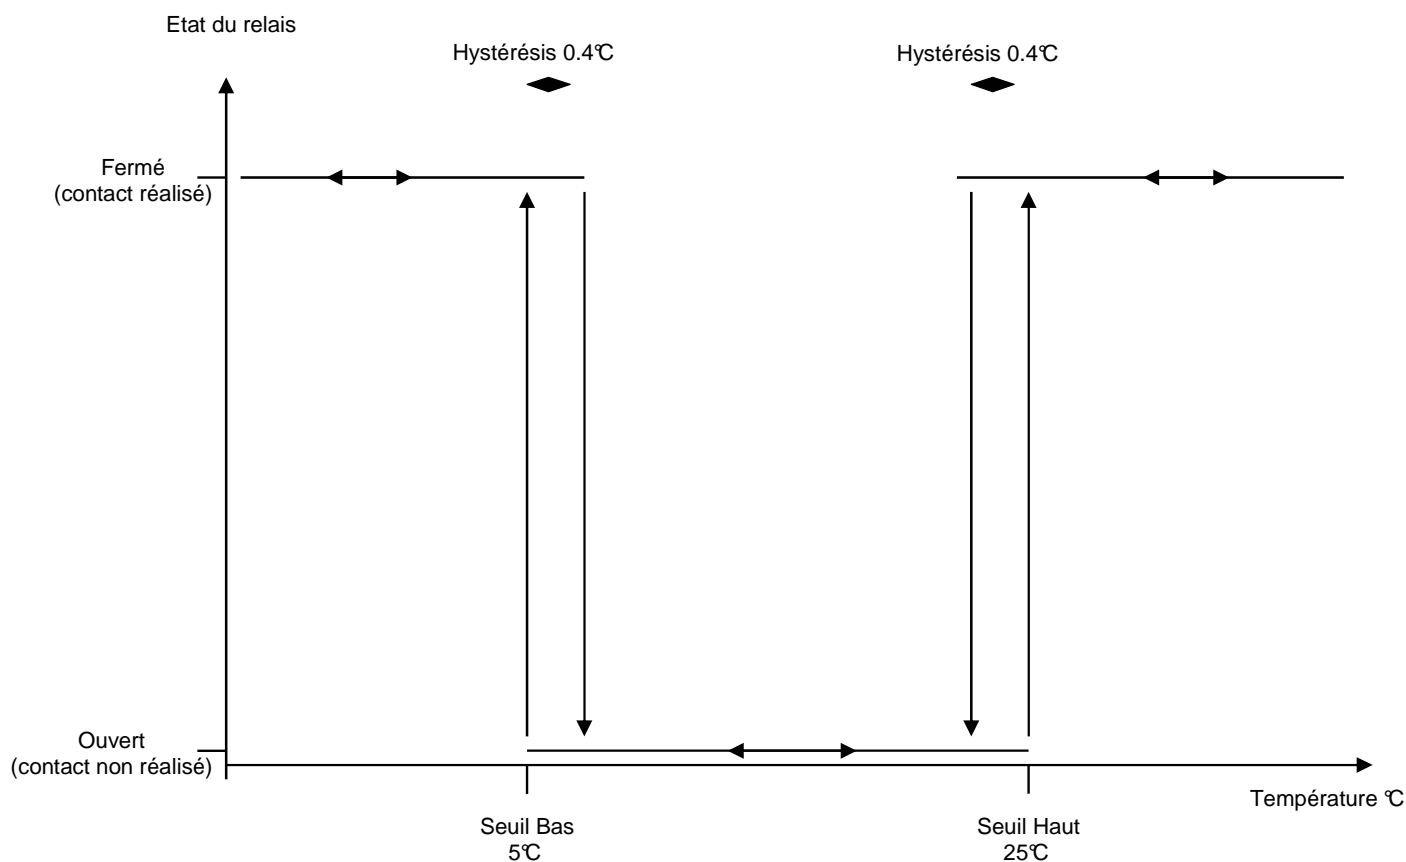 Etat du relais
Hystérésis 0.4°C
Hystérésis 0.4°C
Fermé
(contact réalisé)
Ouvert
(contact non réalisé)
Température °C
Seuil Bas
5°C
Seuil Haut
25°C